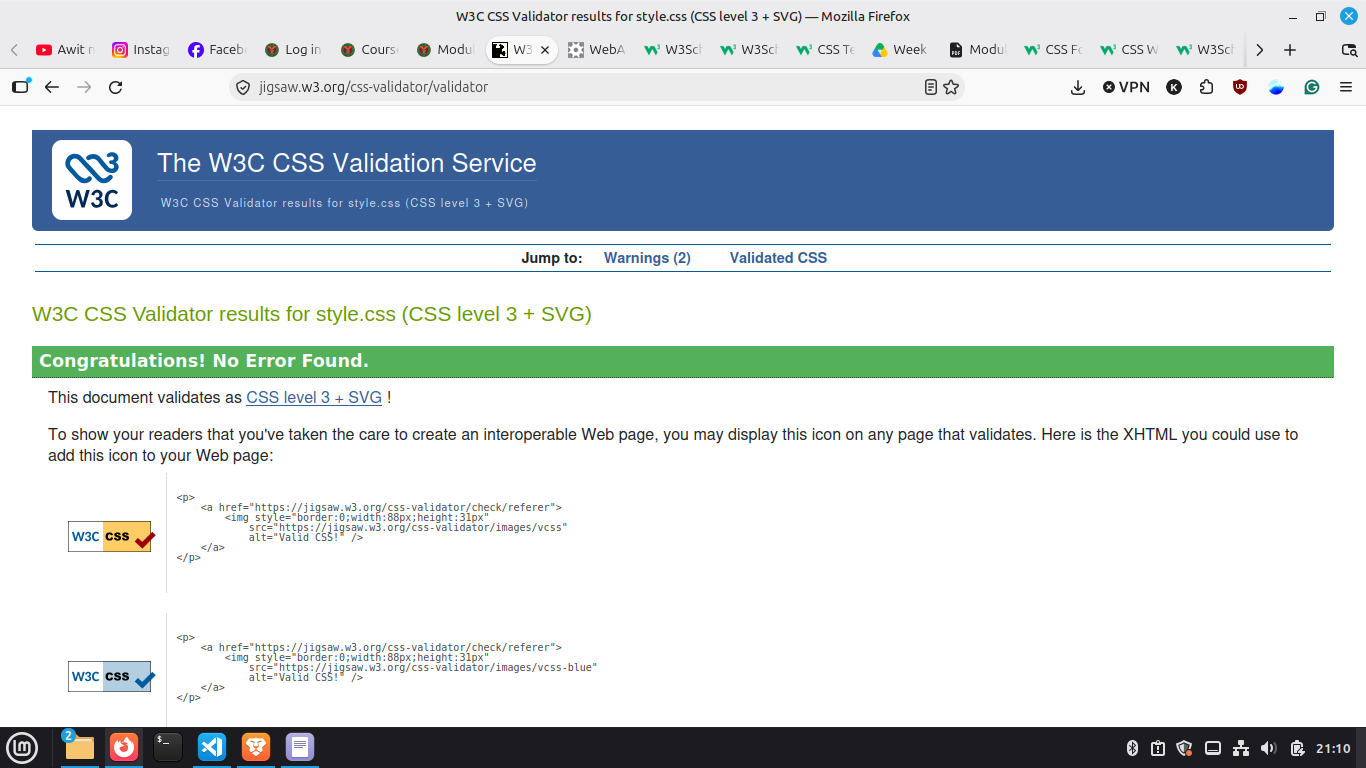 W3C CSS Validator results for style.css (CSS level 3 + SVG) — Mozilla Firefox
Awit n
Instag
Faceb
Log in
Cours
Modul
W3
WebA
W3Sch
W3Sch
CSS Te
Week
Modul
CSS Fo
CSS W
W3Sch
jigsaw.w3.org/css-validator/validator
VPN
K
W3C
The W3C CSS Validation Service
W3C CSS Validator results for style.css (CSS level 3 + SVG)
Jump to: Warnings (2) Validated CSS
W3C CSS Validator results for style.css (CSS level 3 + SVG)
Congratulations! No Error Found.
This document validates as CSS level 3 + SVG !
To show your readers that you've taken the care to create an interoperable Web page, you may display this icon on any page that validates. Here is the XHTML you could use to
add this icon to your Web page:
W3C css
<p>
<a href="https://jigsaw.w3.org/css-validator/check/referer">
<img style="border:0;width:88px;height:31px"
src="https://jigsaw.w3.org/css-validator/images/vcss"
alt="Valid CSS!" />
</a>
</p>
W3C css
<p>
<a href="https://jigsaw.w3.org/css-validator/check/referer">
<img style="border:0;width:88px;height:31px"
src="https://jigsaw.w3.org/css-validator/images/vcss-blue"
alt="Valid CSS!" />
</a>
</p>
2
21:10